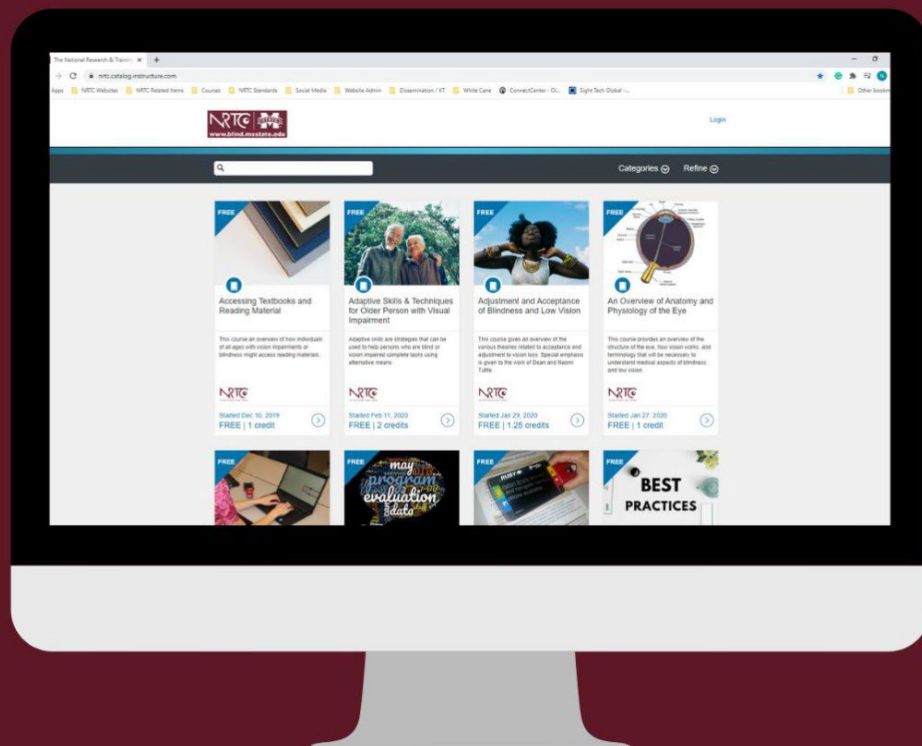 The National Research & Trainin
nrtc.catalog.instructure.com
Apps NRTC Websites NRTC Related Items Courses NRTC Standards Social Media Website Admin Dissemination / KT White Cane ConnectCenter - Ol... Sight Tech Global -...
NRTC
www.blind.msstate.edu
Login
Categories Refine
FREE
FREE
FREE
FREE
Accessing Textbooks and
Reading Material
This course an overview of how individuals
of all ages with vision impairments or
blindness might access reading materials.
NRTC
Started Dec 10, 2019
FREE | 1 credit
Adaptive Skills & Techniques
for Older Person with Visual
Impairment
Adaptive skills are strategies that can be
used to help persons who are blind or
vision impaired complete tasks using
alternative means.
NRTC
Started Feb 11, 2020
FREE | 2 credits
Adjustment and Acceptance
of Blindness and Low Vision
This course gives an overview of the
various theories related to acceptance and
adjustment to vision loss. Special emphasis
is given to the work of Dean and Naomi
Tuttle.
NRTC
Started Jan 29, 2020
FREE | 1.25 credits
An Overview of Anatomy and
Physiology of the Eye
This course provides an overview of the
structure of the eye, how vision works, and
terminology that will be necessary to
understand medical aspects of blindness
and low vision.
NRTC
Started Jan 27, 2020
FREE | 1 credit
FREE
FREE
may
program
evaluation
data
FREE
RUBY
FREE
BEST
PRACTICES